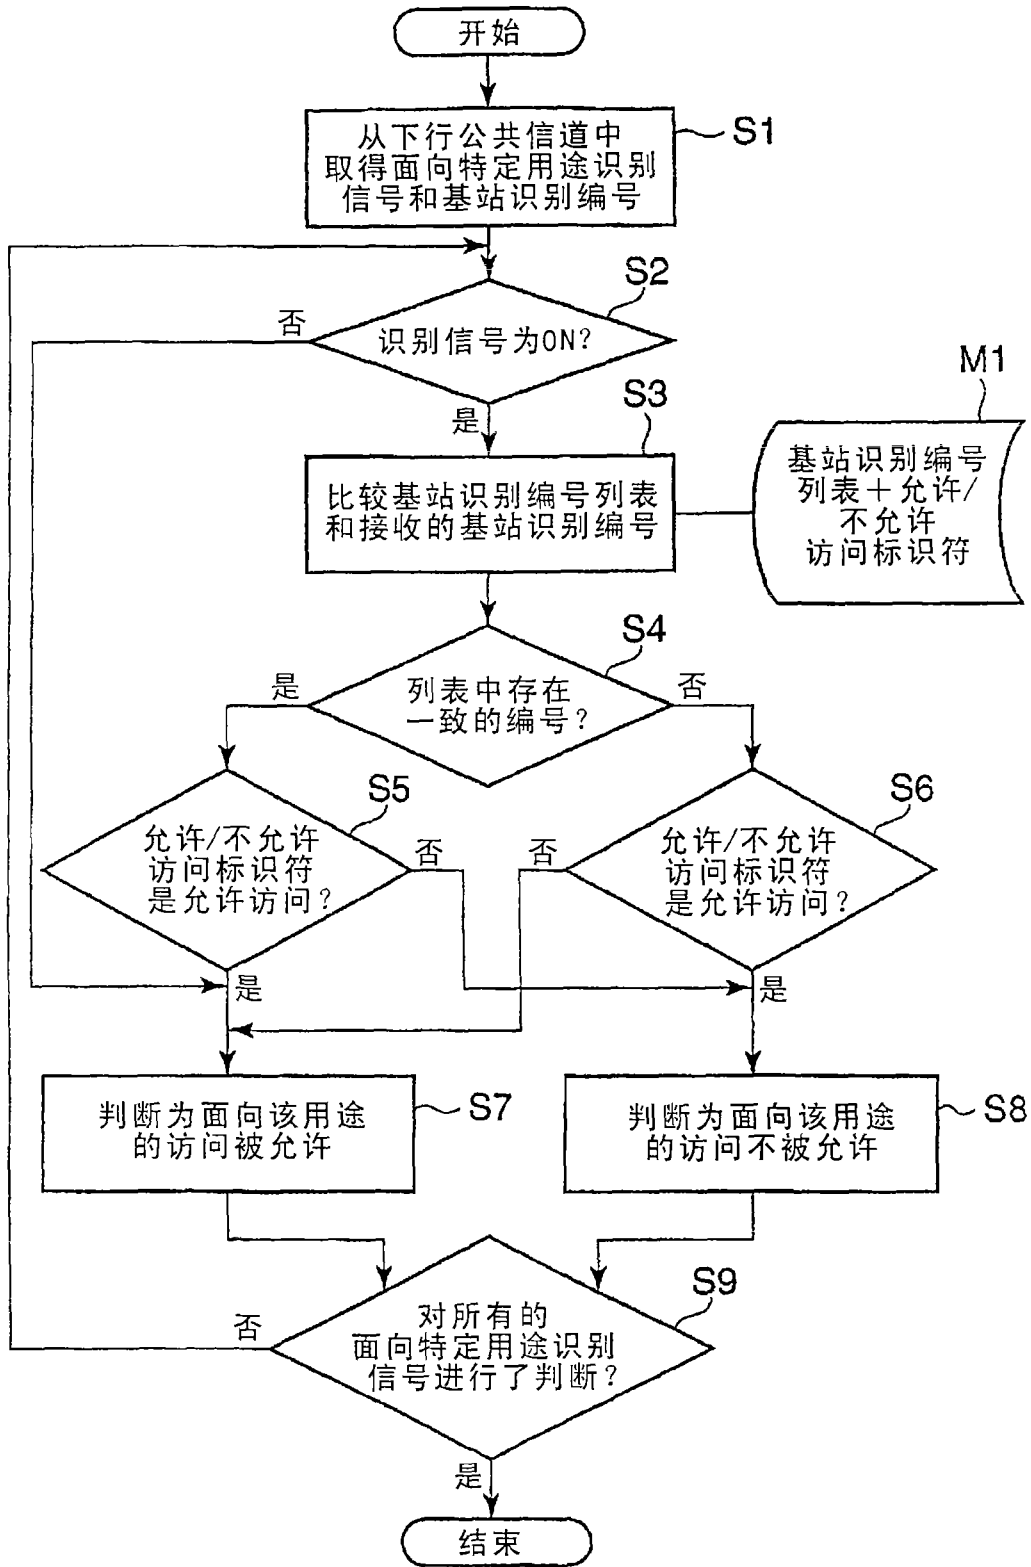 开始
从下行公共信道中
取得面向特定用途识别
信号和基站识别编号
S1
S2
否
识别信号为ON?
是
S3
M1
比较基站识别编号列表
和接收的基站识别编号
基站识别编号
列表+允许/
不允许
访问标识符
S4
是
列表中存在
一致的编号?
否
S5
允许/不允许
访问标识符
是允许访问?
否
是
S6
否
允许/不允许
访问标识符
是允许访问?
是
判断为面向该用途
的访问被允许
S7
判断为面向该用途
的访问不被允许
S8
S9
否
对所有的
面向特定用途识别
信号进行了判断?
是
结束